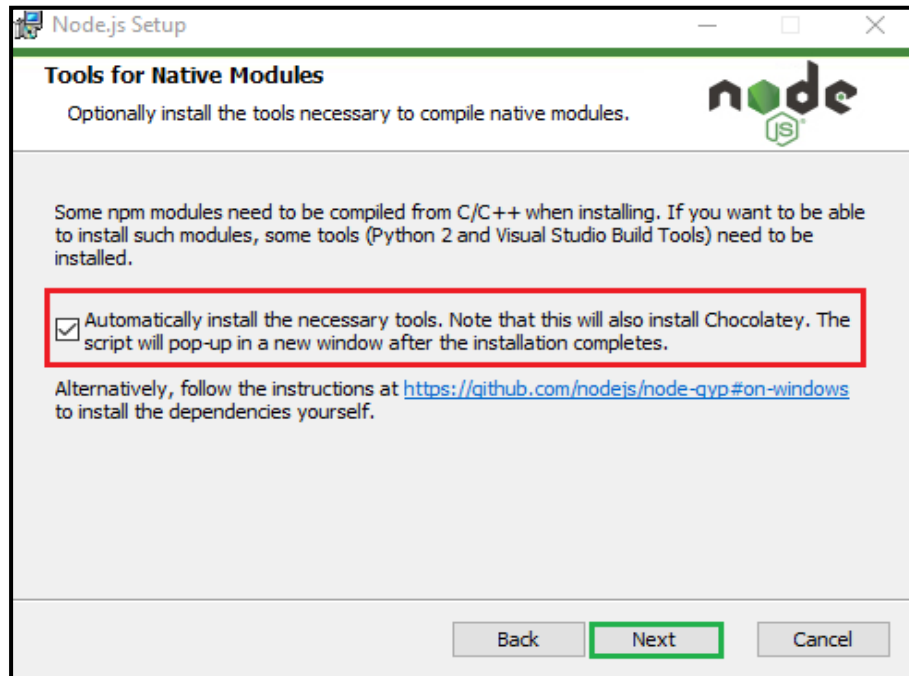 Node.js Setup
Tools for Native Modules
Optionally install the tools necessary to compile native modules.
node
JS
Some npm modules need to be compiled from C/C++ when installing. If you want to be able
to install such modules, some tools (Python 2 and Visual Studio Build Tools) need to be
installed.
Automatically install the necessary tools. Note that this will also install Chocolatey. The
script will pop-up in a new window after the installation completes.
Alternatively, follow the instructions at https://github.com/nodejs/node-gyp#on-windows
to install the dependencies yourself.
Back Next Cancel